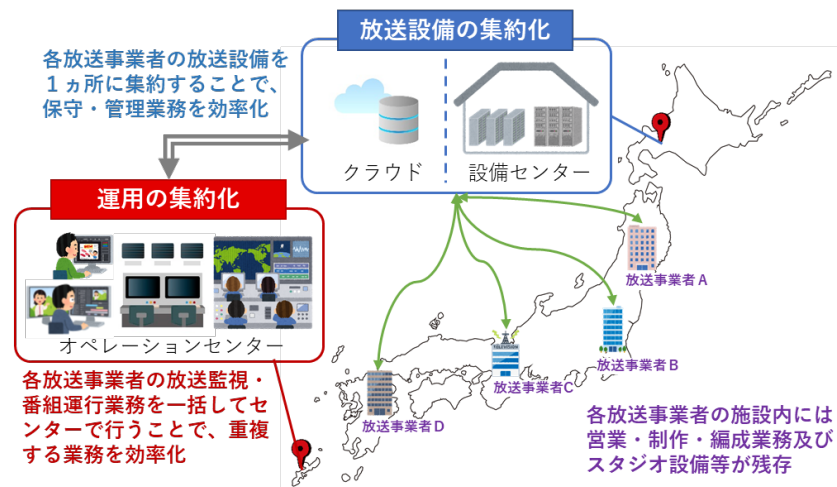 放送設備の集約化
各放送事業者の放送設備を
１ヵ所に集約することで、
保守・管理業務を効率化
クラウド
設備センター
運用の集約化
オペレーションセンター
放送事業者A
放送事業者B
放送事業者C
放送事業者D
各放送事業者の放送監視・
番組運行業務を一括してセ
ンターで行うことで、重複
する業務を効率化
各放送事業者の施設内には
営業・制作・編成業務及び
スタジオ設備等が残存